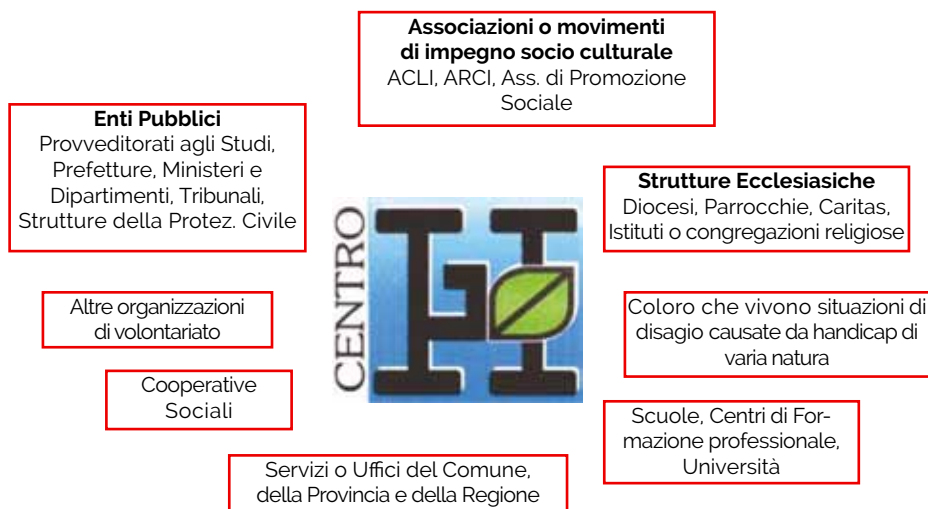 Associazioni o movimenti
di impegno socio culturale
ACLI, ARCI, Ass. di Promozione
Sociale
Enti Pubblici
Provveditorati agli Studi,
Prefetture, Ministeri e
Dipartimenti, Tribunali,
Strutture della Protez. Civile
Strutture Ecclesiasiche
Diocesi, Parrocchie, Caritas,
Istituti o congregazioni religiose
CENTRO
H
Altre organizzazioni
di volontariato
Coloro che vivono situazioni di
disagio causate da handicap di
varia natura
Cooperative
Sociali
Scuole, Centri di For-
mazione professionale,
Università
Servizi o Uffici del Comune,
della Provincia e della Regione